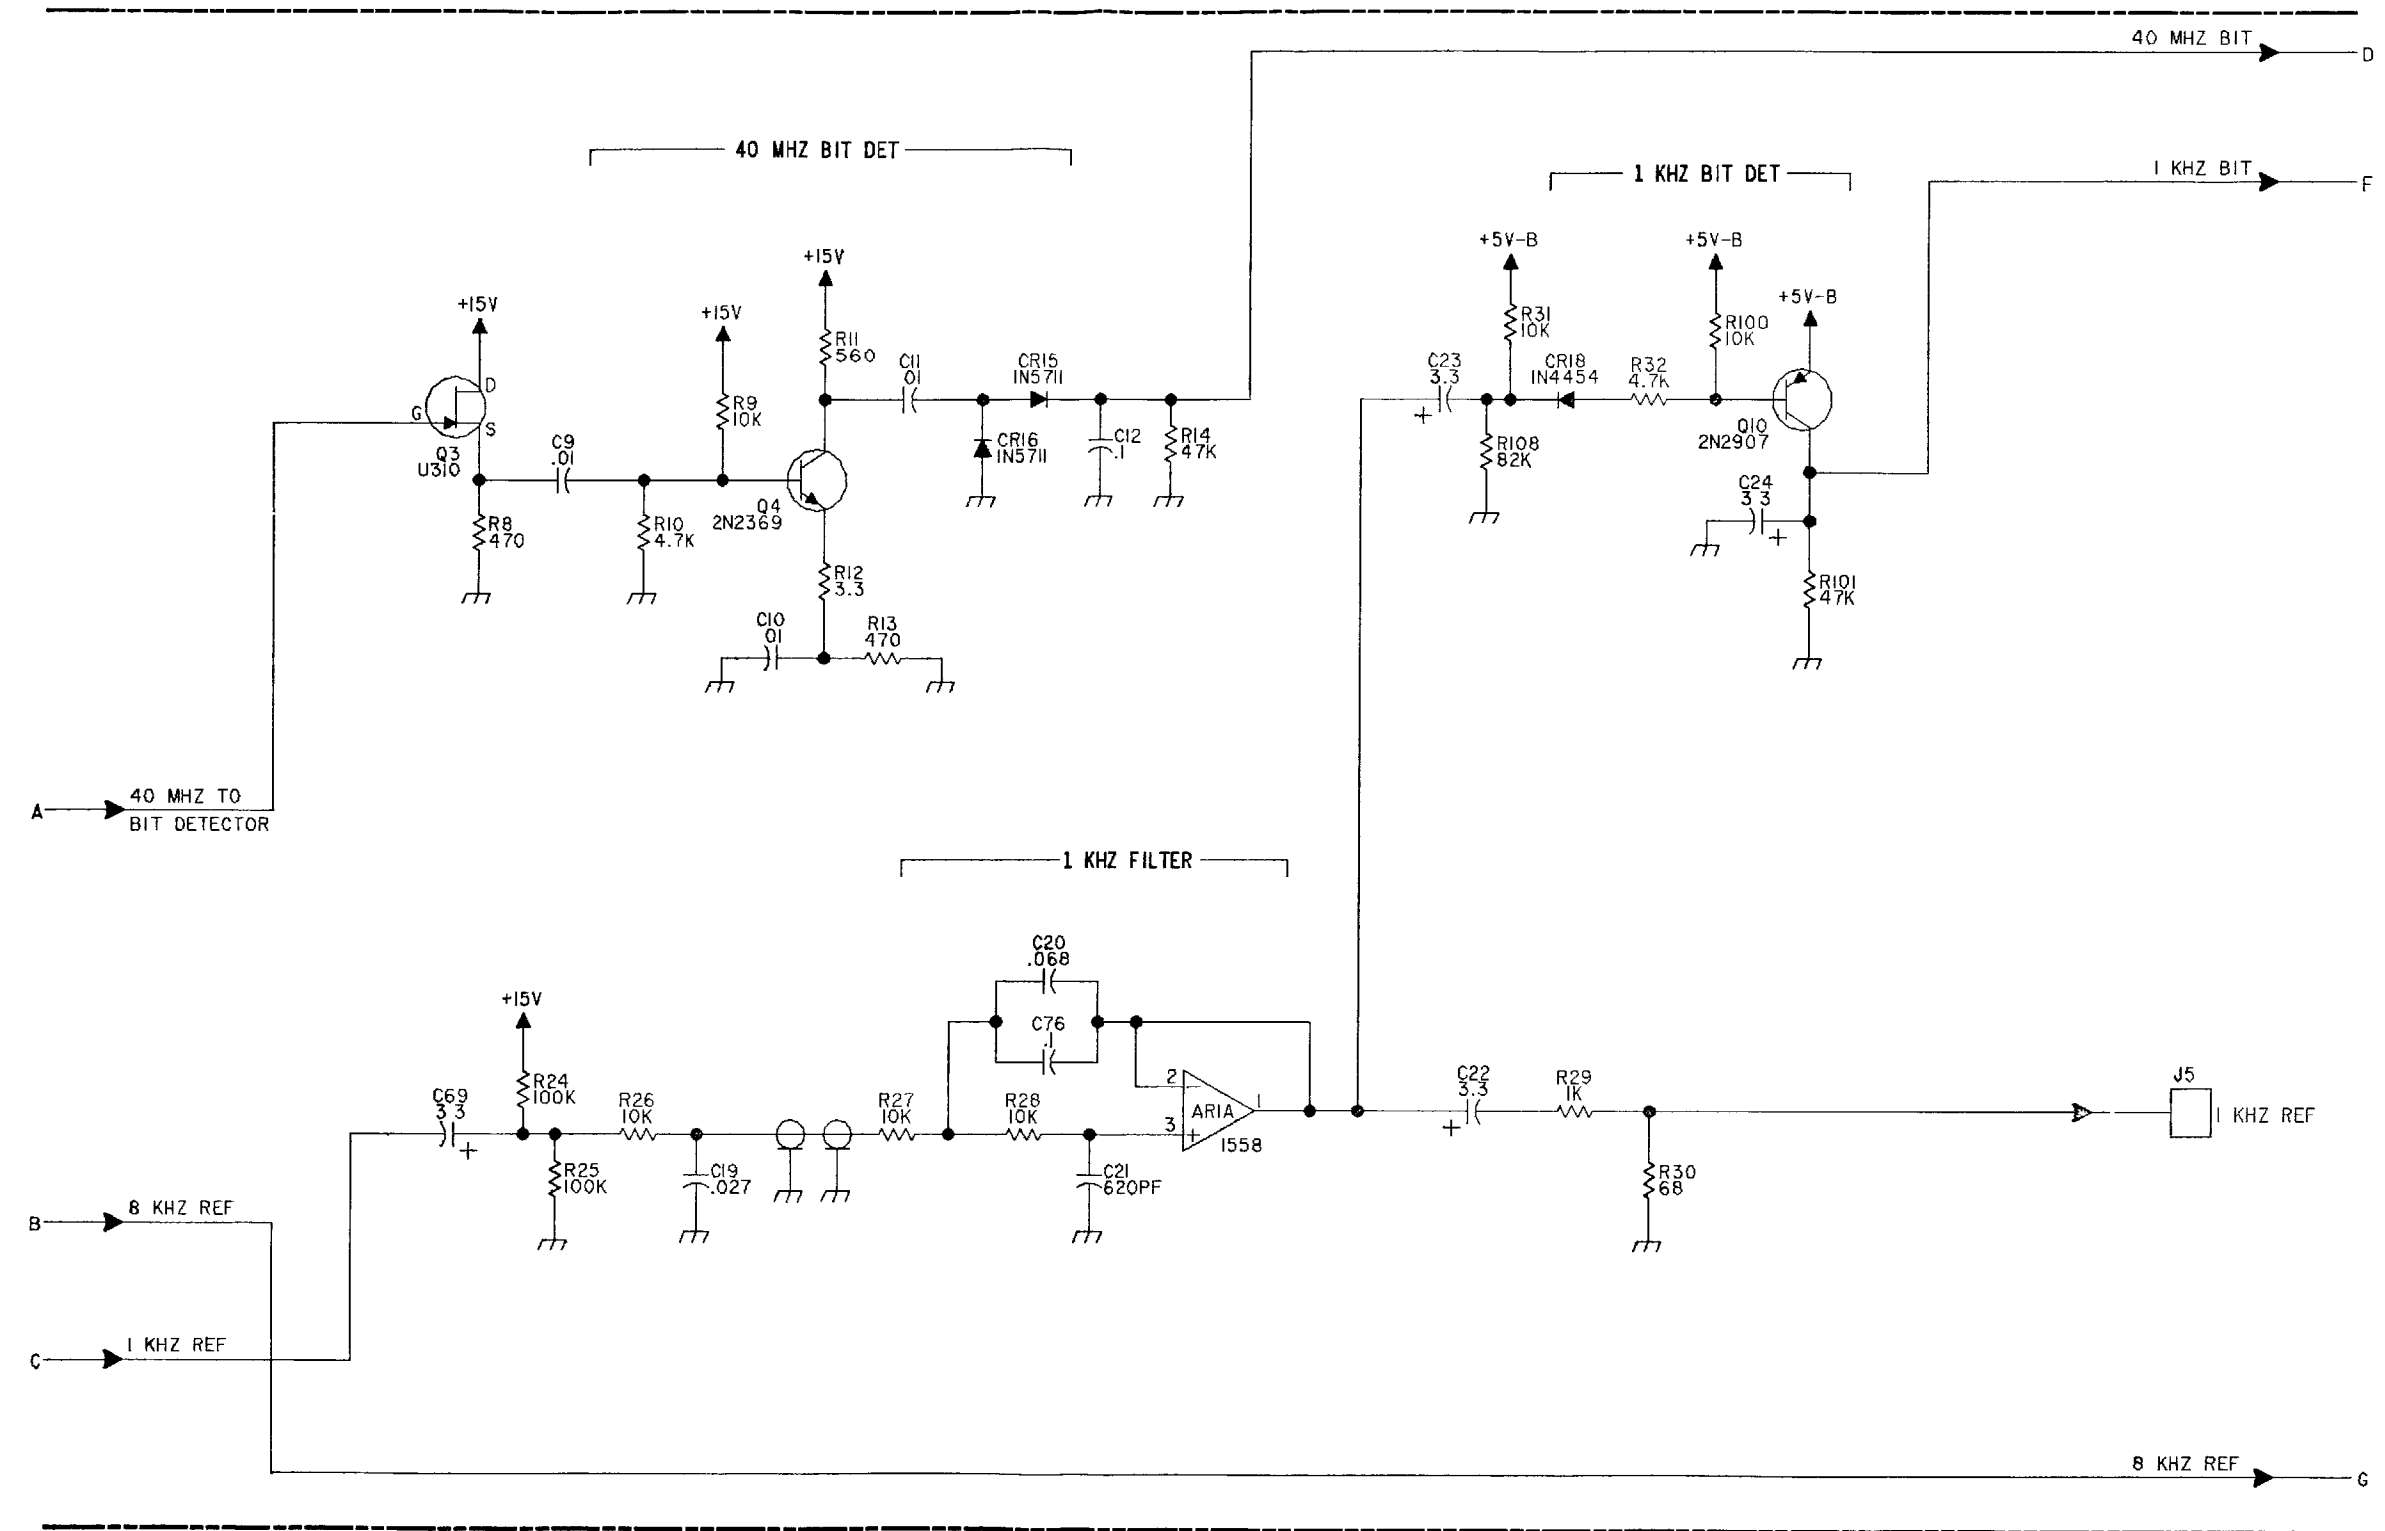 40 MHZ BIT
D
40 MHZ BIT DET
1 KHZ BIT DET
1 KHZ BIT
F
+5V-B
+5V-B
+5V-B
+15V
+15V
+15V
R31
10K
R100
10K
R11
560
C11
.01
CR15
1N5711
C23
3.3
+
CR18
1N4454
R32
4.7K
D
G
S
Q3
U310
R9
10K
C9
.01
CR16
1N5711
C12
.1
R14
47K
R108
82K
Q10
2N2907
Q4
2N2369
R8
470
R10
4.7K
C24
3.3
+
R12
3.3
R101
47K
C10
.01
R13
470
A
40 MHZ TO
BIT DETECTOR
1 KHZ FILTER
C20
.068
+15V
C76
.1
R24
100K
C69
3.3
+
R26
10K
R27
10K
R28
10K
2
−
AR1A
1
3
+
1558
C22
3.3
+
R29
1K
J5
1 KHZ REF
R25
100K
C19
.027
C21
620PF
R30
68
B
8 KHZ REF
C
1 KHZ REF
8 KHZ REF
G